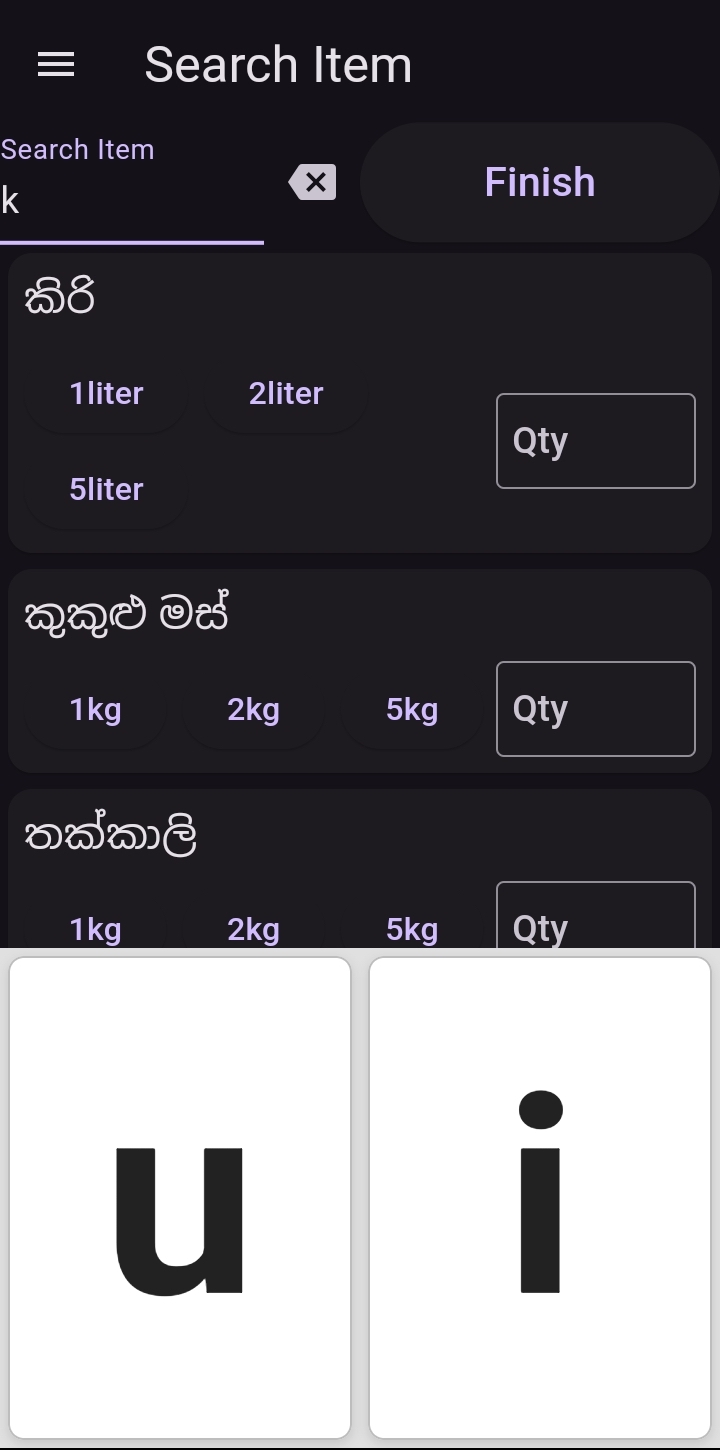 Search Item
Search Item
k
Finish
කිරි
1liter 2liter
5liter
Qty
කුකුළු මස්
1kg 2kg 5kg Qty
තක්කාලි
1kg 2kg 5kg Qty
u i